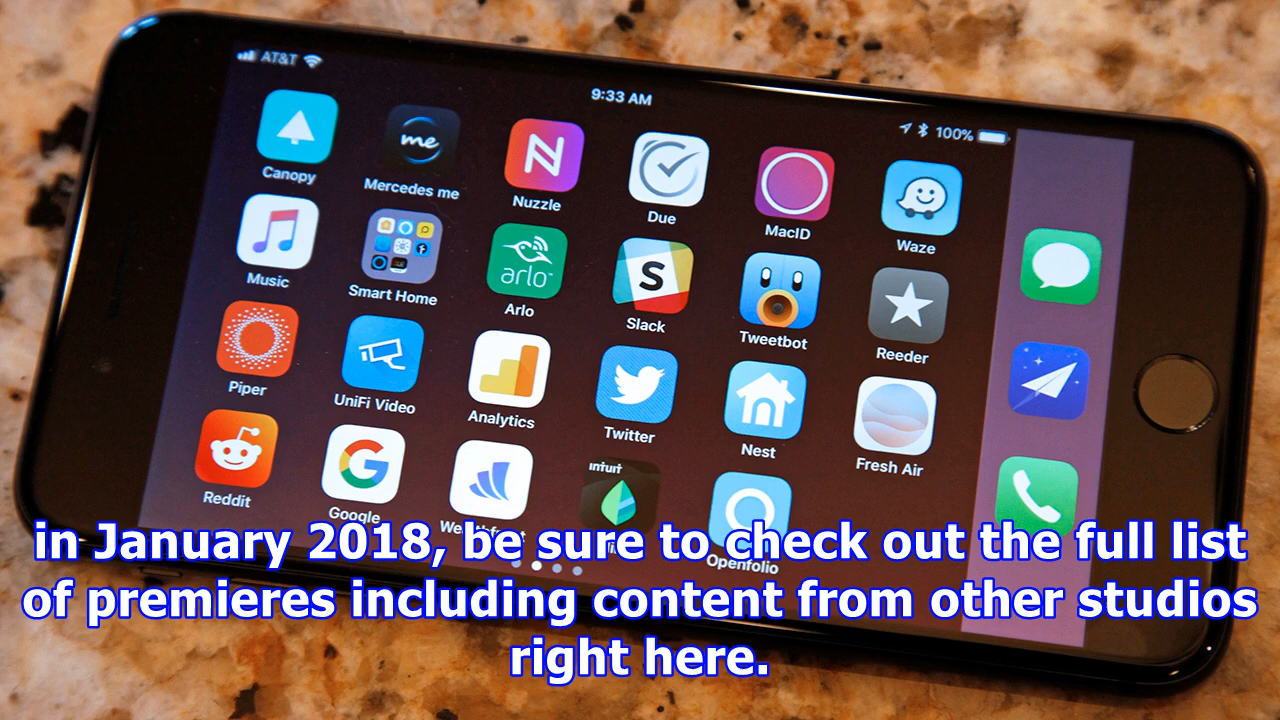 AT&T
9:33 AM
100%
me
Canopy
Mercedes me
Nuzzle
Due
MacID
Waze
arlo
S
Music
Smart Home
Arlo
Slack
Tweetbot
Reeder
Piper
UniFi Video
Analytics
Twitter
Nest
Fresh Air
intuit
Reddit
Google
Openfolio
in January 2018, be sure to check out the full list
of premieres including content from other studios
right here.